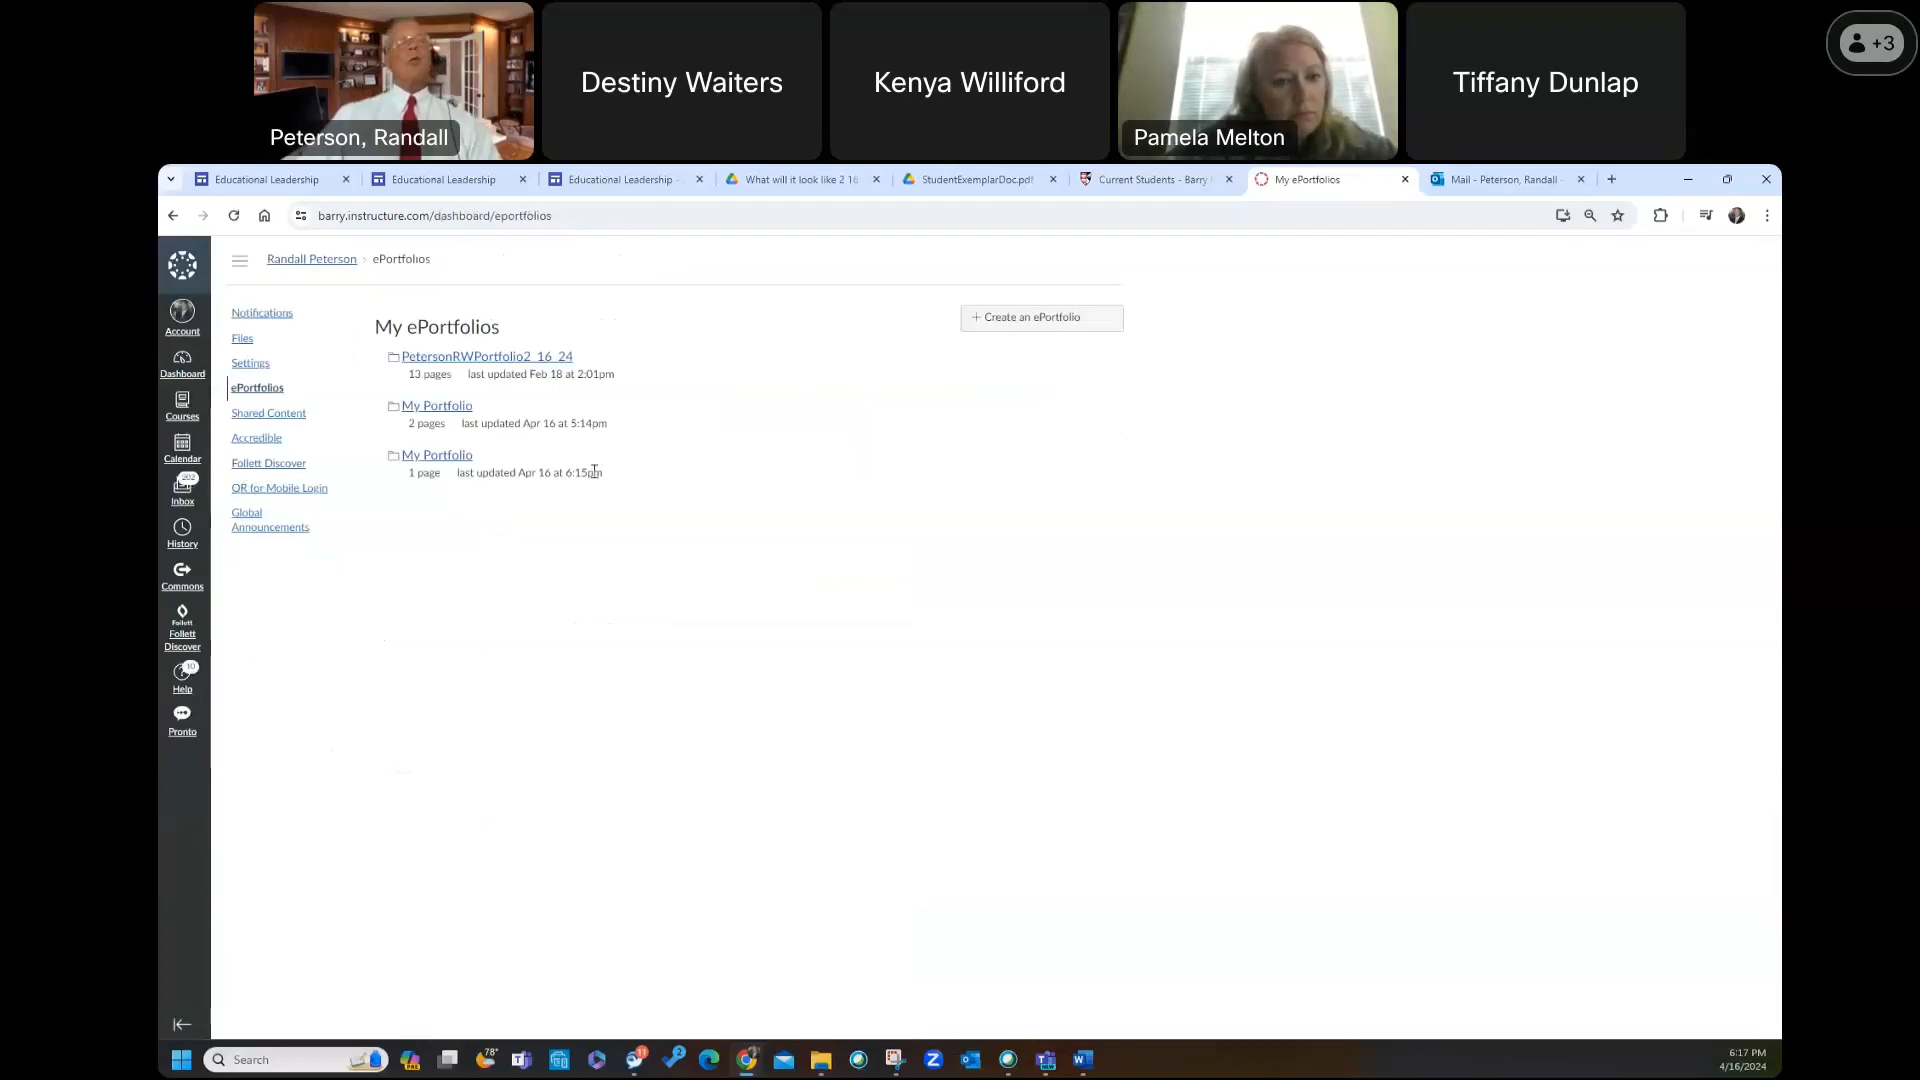 Peterson, Randall
Destiny Waiters
Kenya Williford
Pamela Melton
Tiffany Dunlap
+3
Educational Leadership
Educational Leadership
Educational Leadership -
What will it look like 2 16
StudentExemplarDoc.pdf
Current Students - Barry
My ePortfolios
Mail - Peterson, Randall -
barry.instructure.com/dashboard/eportfolios
Randall Peterson › ePortfolios
Account
Dashboard
Courses
Calendar
202
Inbox
History
Commons
Follett
Follett
Discover
10
Help
Pronto
Notifications
Files
Settings
ePortfolios
Shared Content
Accredible
Follett Discover
QR for Mobile Login
Global
Announcements
My ePortfolios
+ Create an ePortfolio
PetersonRWPortfolio2_16_24
13 pages last updated Feb 18 at 2:01pm
My Portfolio
2 pages last updated Apr 16 at 5:14pm
My Portfolio
1 page last updated Apr 16 at 6:15pm
Search
78°
6:17 PM
4/16/2024